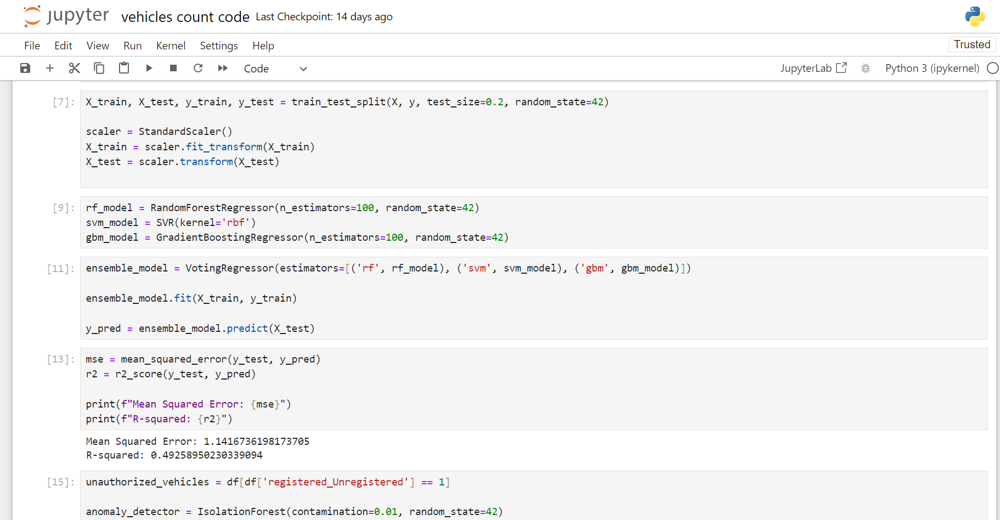 jupyter vehicles count code Last Checkpoint: 14 days ago
File Edit View Run Kernel Settings Help Trusted
Code JupyterLab Python 3 (ipykernel)
[7]: X_train, X_test, y_train, y_test = train_test_split(X, y, test_size=0.2, random_state=42)
scaler = StandardScaler()
X_train = scaler.fit_transform(X_train)
X_test = scaler.transform(X_test)
[9]: rf_model = RandomForestRegressor(n_estimators=100, random_state=42)
svm_model = SVR(kernel='rbf')
gbm_model = GradientBoostingRegressor(n_estimators=100, random_state=42)
[11]: ensemble_model = VotingRegressor(estimators=[('rf', rf_model), ('svm', svm_model), ('gbm', gbm_model)])
ensemble_model.fit(X_train, y_train)
y_pred = ensemble_model.predict(X_test)
[13]: mse = mean_squared_error(y_test, y_pred)
r2 = r2_score(y_test, y_pred)
print(f"Mean Squared Error: {mse}")
print(f"R-squared: {r2}")
Mean Squared Error: 1.1416736198173705
R-squared: 0.49258950230339094
[15]: unauthorized_vehicles = df[df['registered_Unregistered'] == 1]
anomaly_detector = IsolationForest(contamination=0.01, random_state=42)